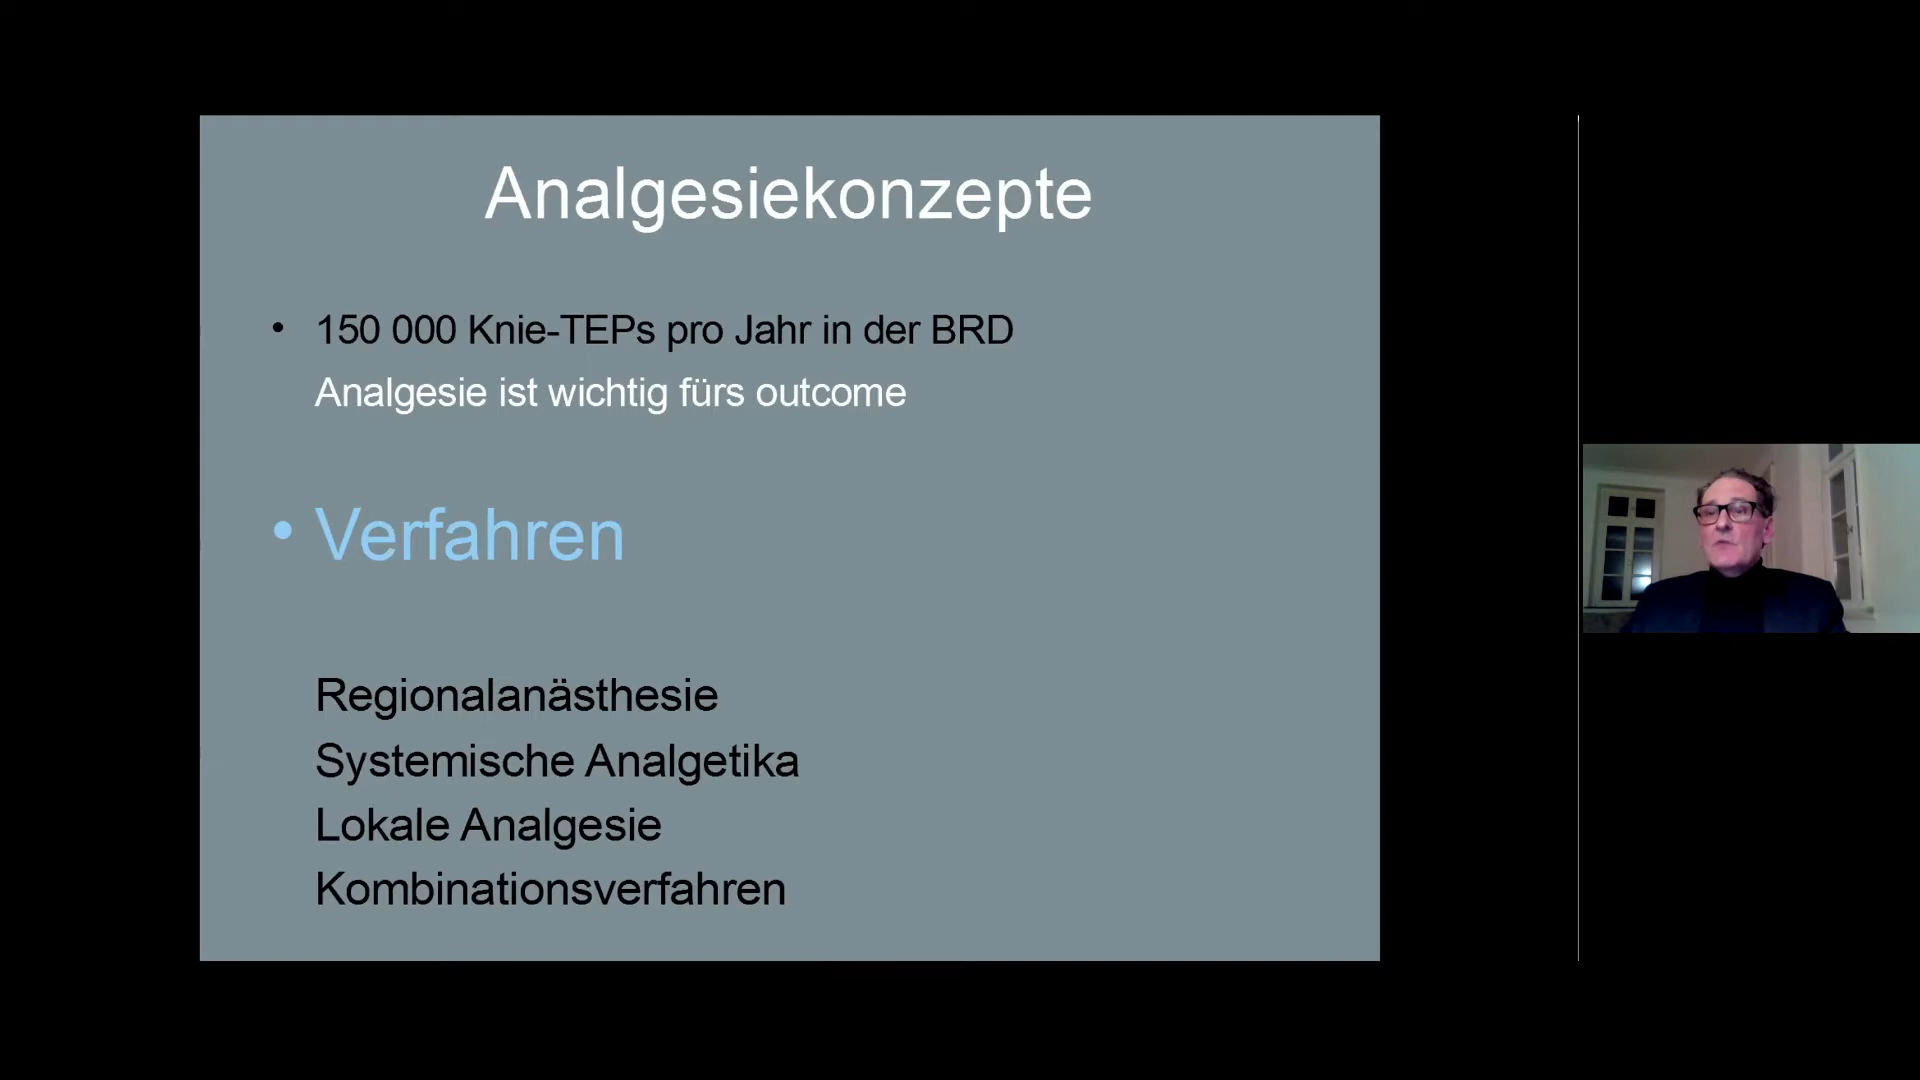 Analgesiekonzepte
• 150 000 Knie-TEPs pro Jahr in der BRD
Analgesie ist wichtig fürs outcome
• Verfahren
Regionalanästhesie
Systemische Analgetika
Lokale Analgesie
Kombinationsverfahren